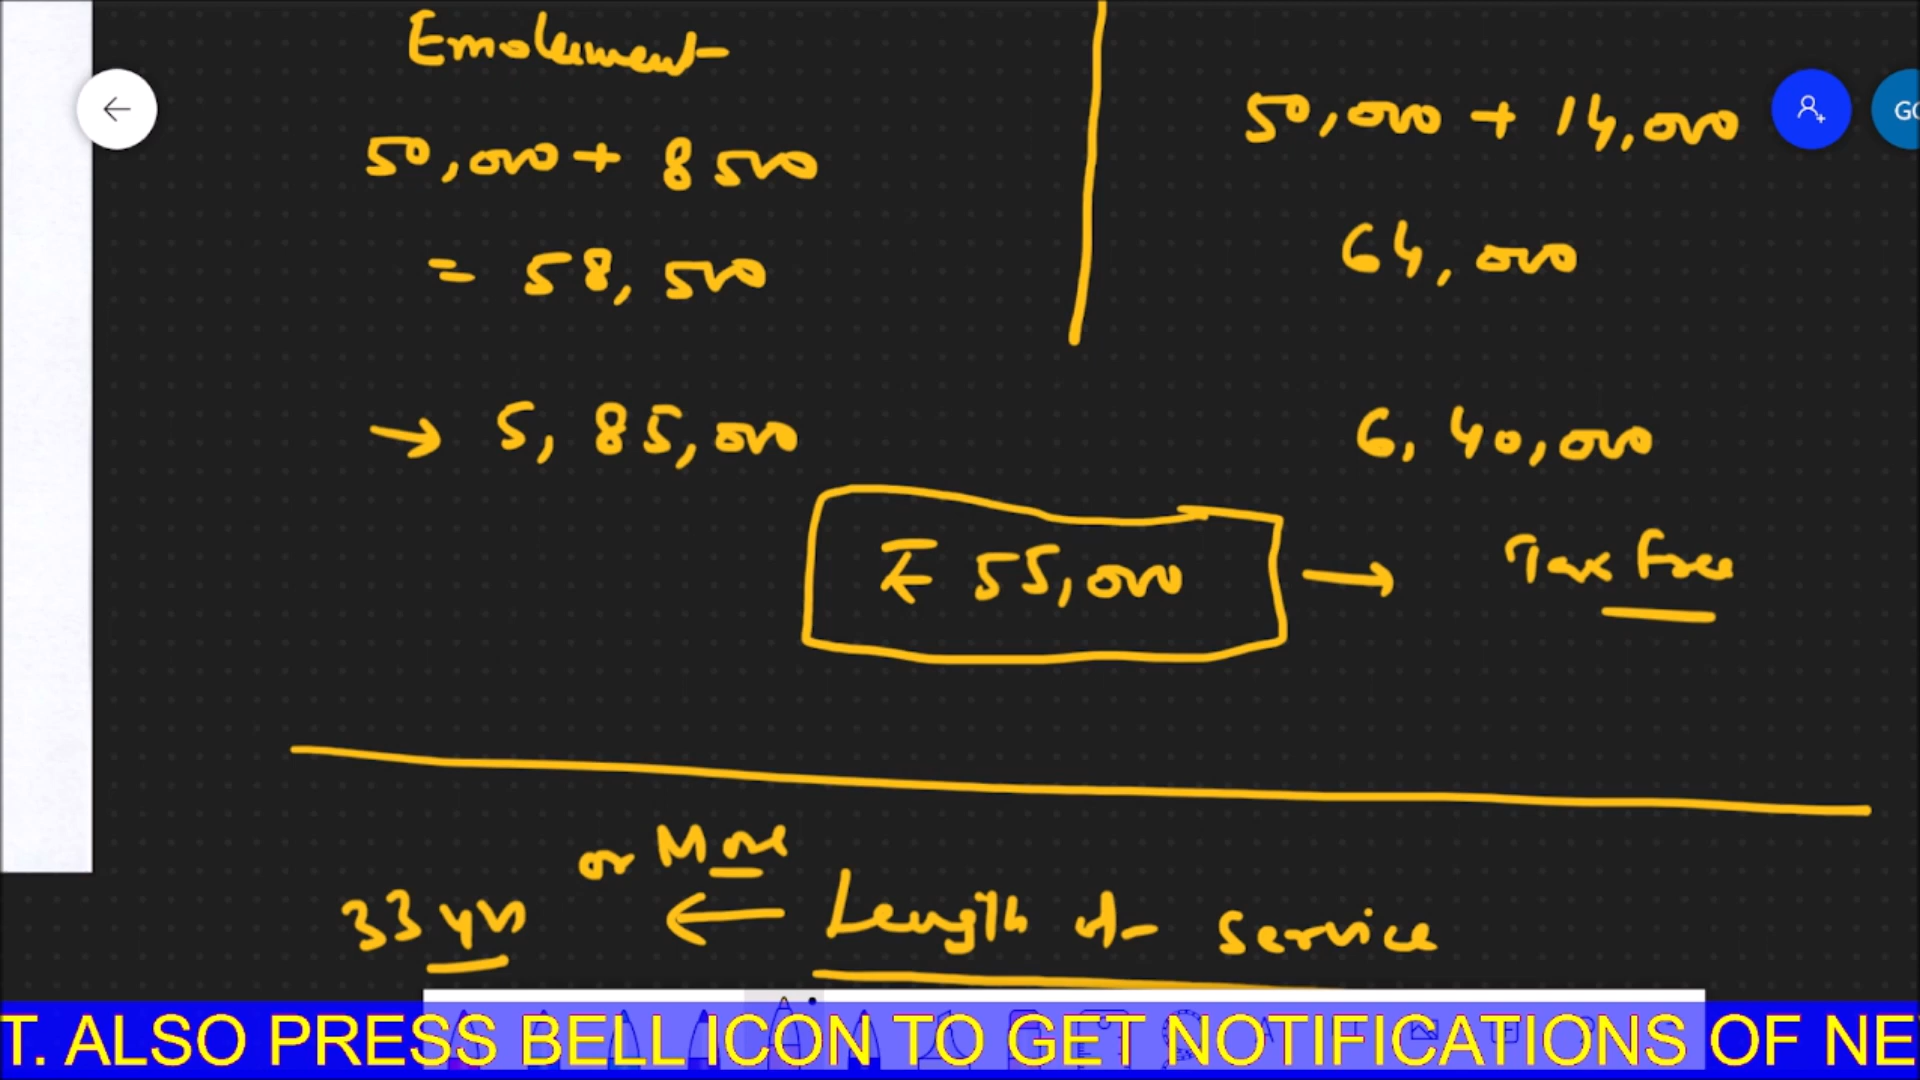 Emolument
50,000 + 8500
= 58,500
→ 5,85,000
50,000 + 14,000
64,000
6,40,000
₹ 55,000 → Tax Free
or More
33 yrs ← Length of Service
GC
T. ALSO PRESS BELL ICON TO GET NOTIFICATIONS OF NE